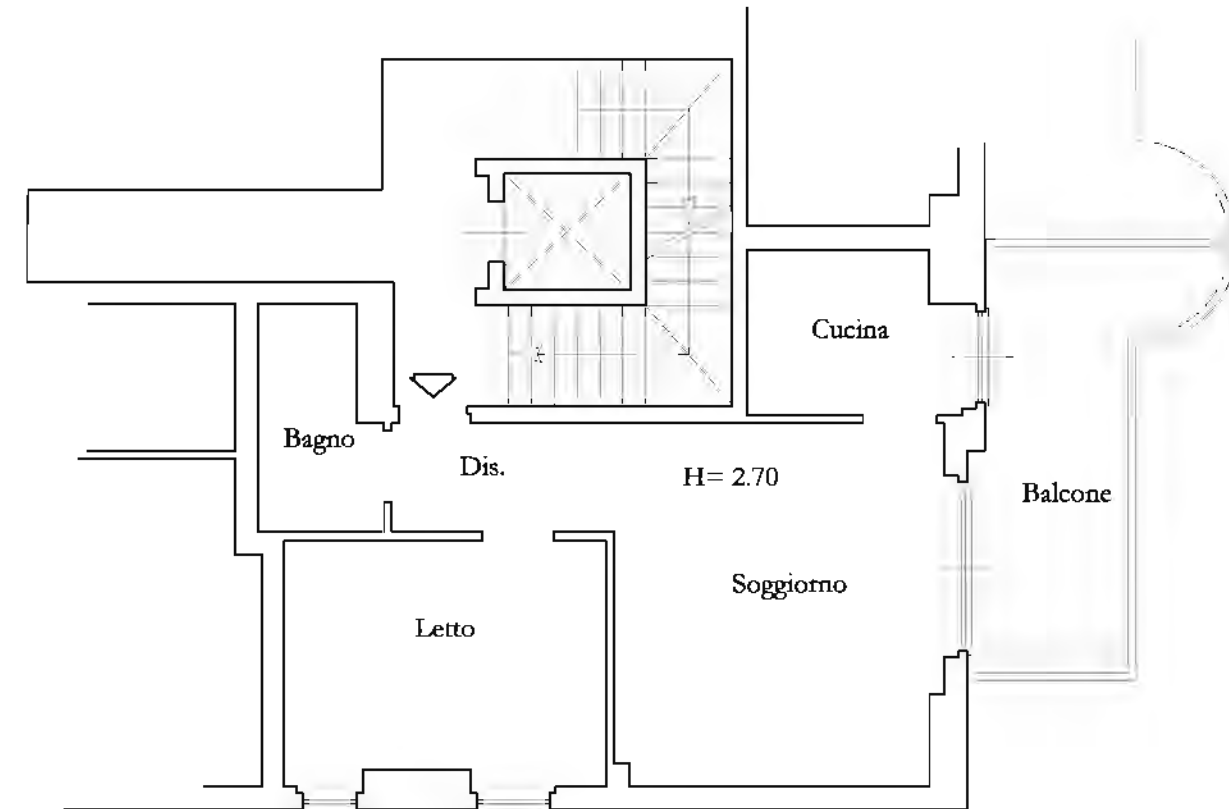 Cucina
Bagno
Dis.
H= 2.70
Balcone
Soggiorno
Letto